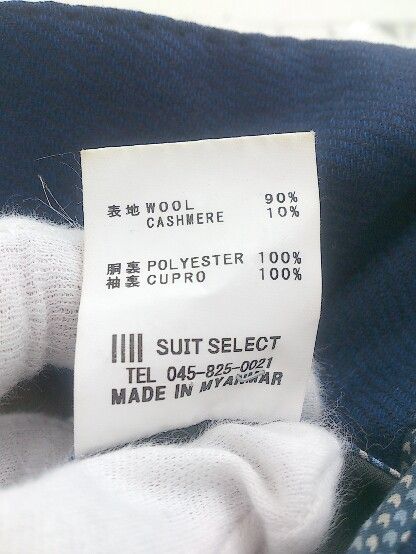 表地 WOOL 90%
CASHMERE 10%
胴裏 POLYESTER 100%
袖裏 CUPRO 100%
SUIT SELECT
TEL 045-825-0021
MADE IN MYANMAR